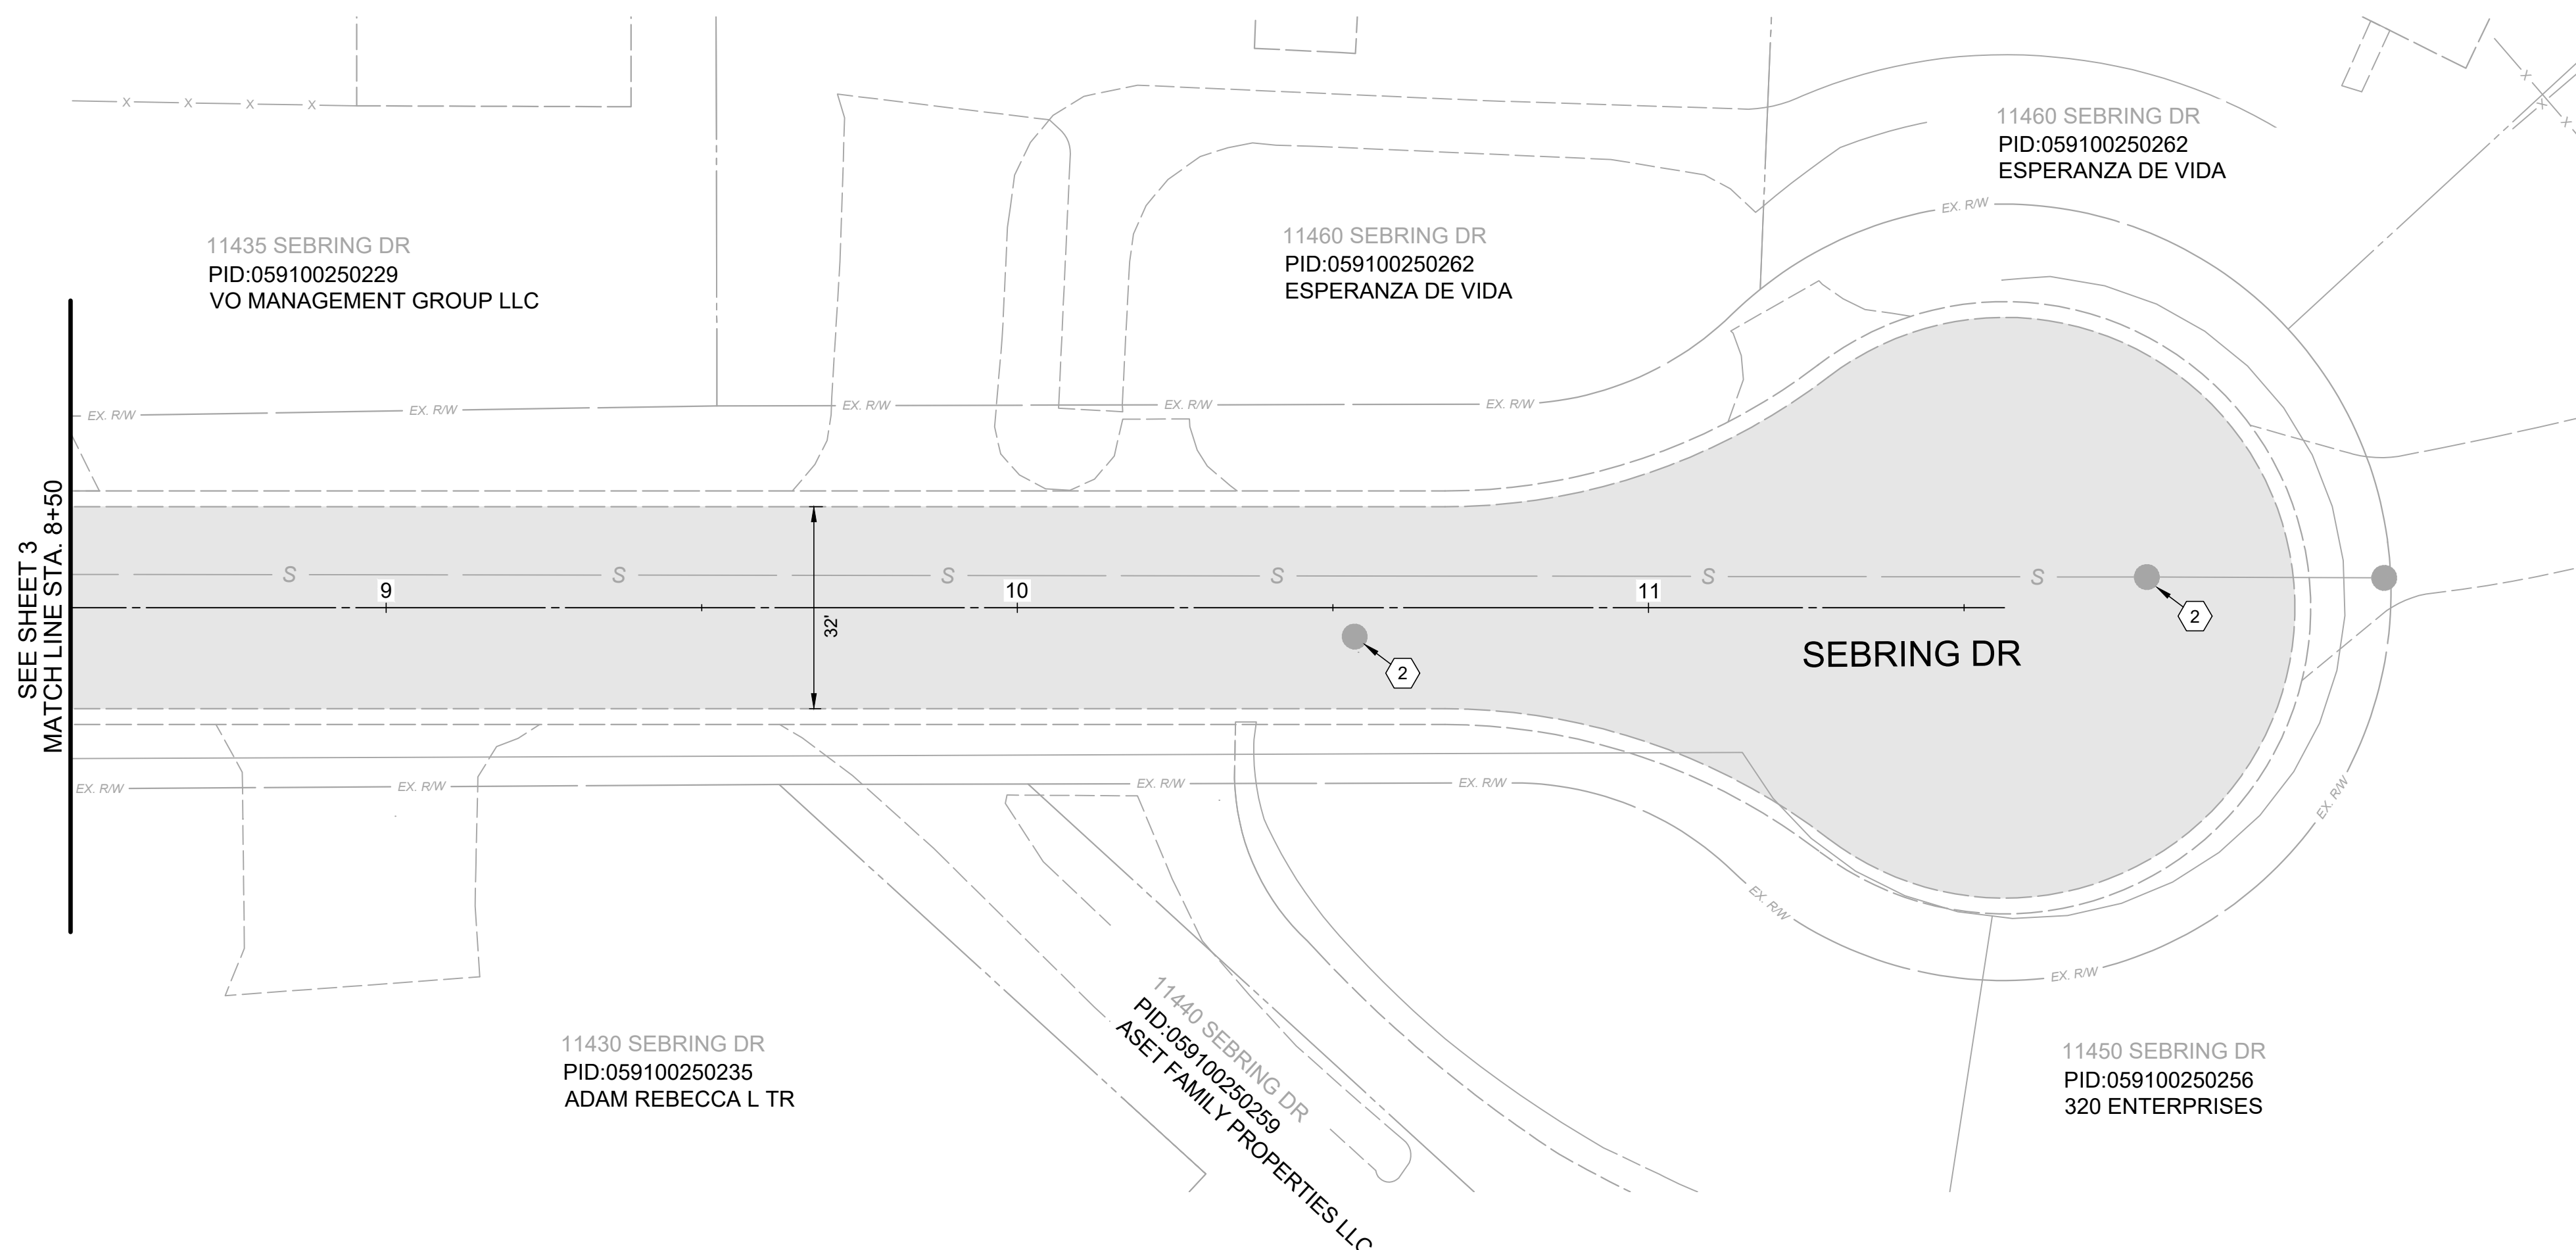 X X X X
X
X
X
11460 SEBRING DR
PID:059100250262
ESPERANZA DE VIDA
EX. R/W
11435 SEBRING DR
PID:059100250229
VO MANAGEMENT GROUP LLC
11460 SEBRING DR
PID:059100250262
ESPERANZA DE VIDA
EX. R/W EX. R/W EX. R/W EX. R/W EX. R/W
SEE SHEET 3
MATCH LINE STA. 8+50
S S S S S S
9 10 11
32'
2
2
SEBRING DR
EX. R/W EX. R/W EX. R/W EX. R/W
EX. R/W
EX. R/W
EX. R/W
11430 SEBRING DR
PID:059100250235
ADAM REBECCA L TR
11440 SEBRING DR
PID:059100250259
ASET FAMILY PROPERTIES LLC
11450 SEBRING DR
PID:059100250256
320 ENTERPRISES